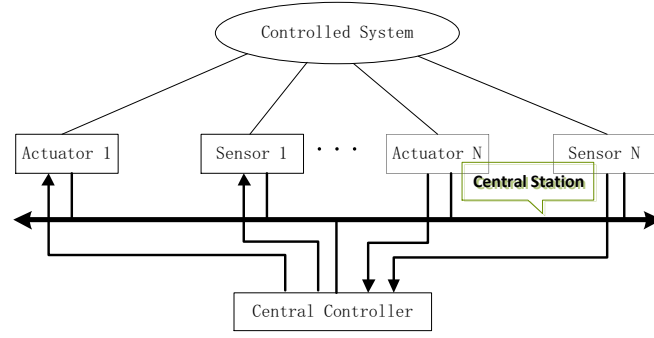 Controlled System
Actuator 1
Sensor 1
. . .
Actuator N
Sensor N
Central Station
Central Controller